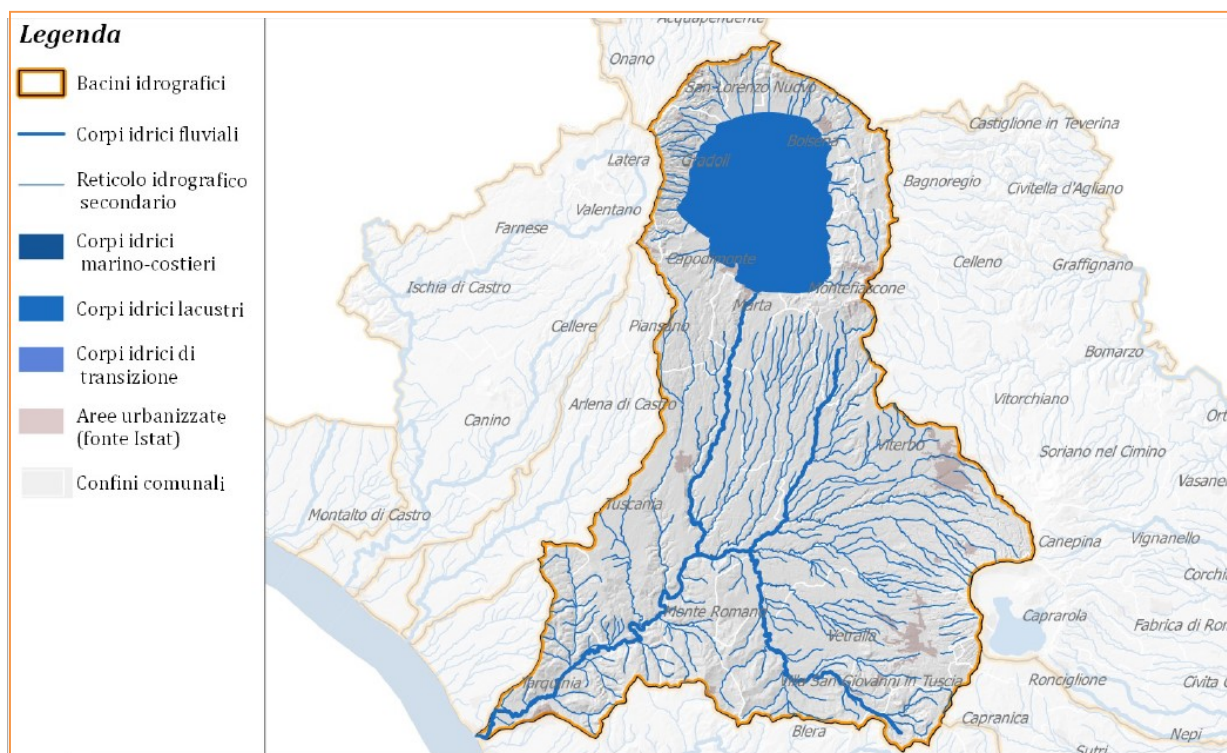 Legenda
Bacini idrografici
Corpi idrici fluviali
Reticolo idrografico
secondario
Corpi idrici
marino-costieri
Corpi idrici lacustri
Corpi idrici di
transizione
Aree urbanizzate
(fonte Istat)
Confini comunali
Acquapendente
Onano
San Lorenzo Nuovo
Castiglione in Teverina
Bolsena
Latera
Gradoli
Bagnoregio
Civitella d'Agliano
Valentano
Farnese
Capodimonte
Celleno
Graffignano
Ischia di Castro
Montefiascone
Marta
Cellere
Piansano
Bomarzo
Arlena di Castro
Vitorchiano
Ort
Canino
Viterbo
Soriano nel Cimino
Vasanel
Tuscania
Montalto di Castro
Canepina
Vignanello
Corchi
Monte Romano
Caprarola
Fabrica di Rom
Vetralla
Tarquinia
Villa San Giovanni in Tuscia
Ronciglione
Civita C
Capranica
Blera
Nepi
Sutri